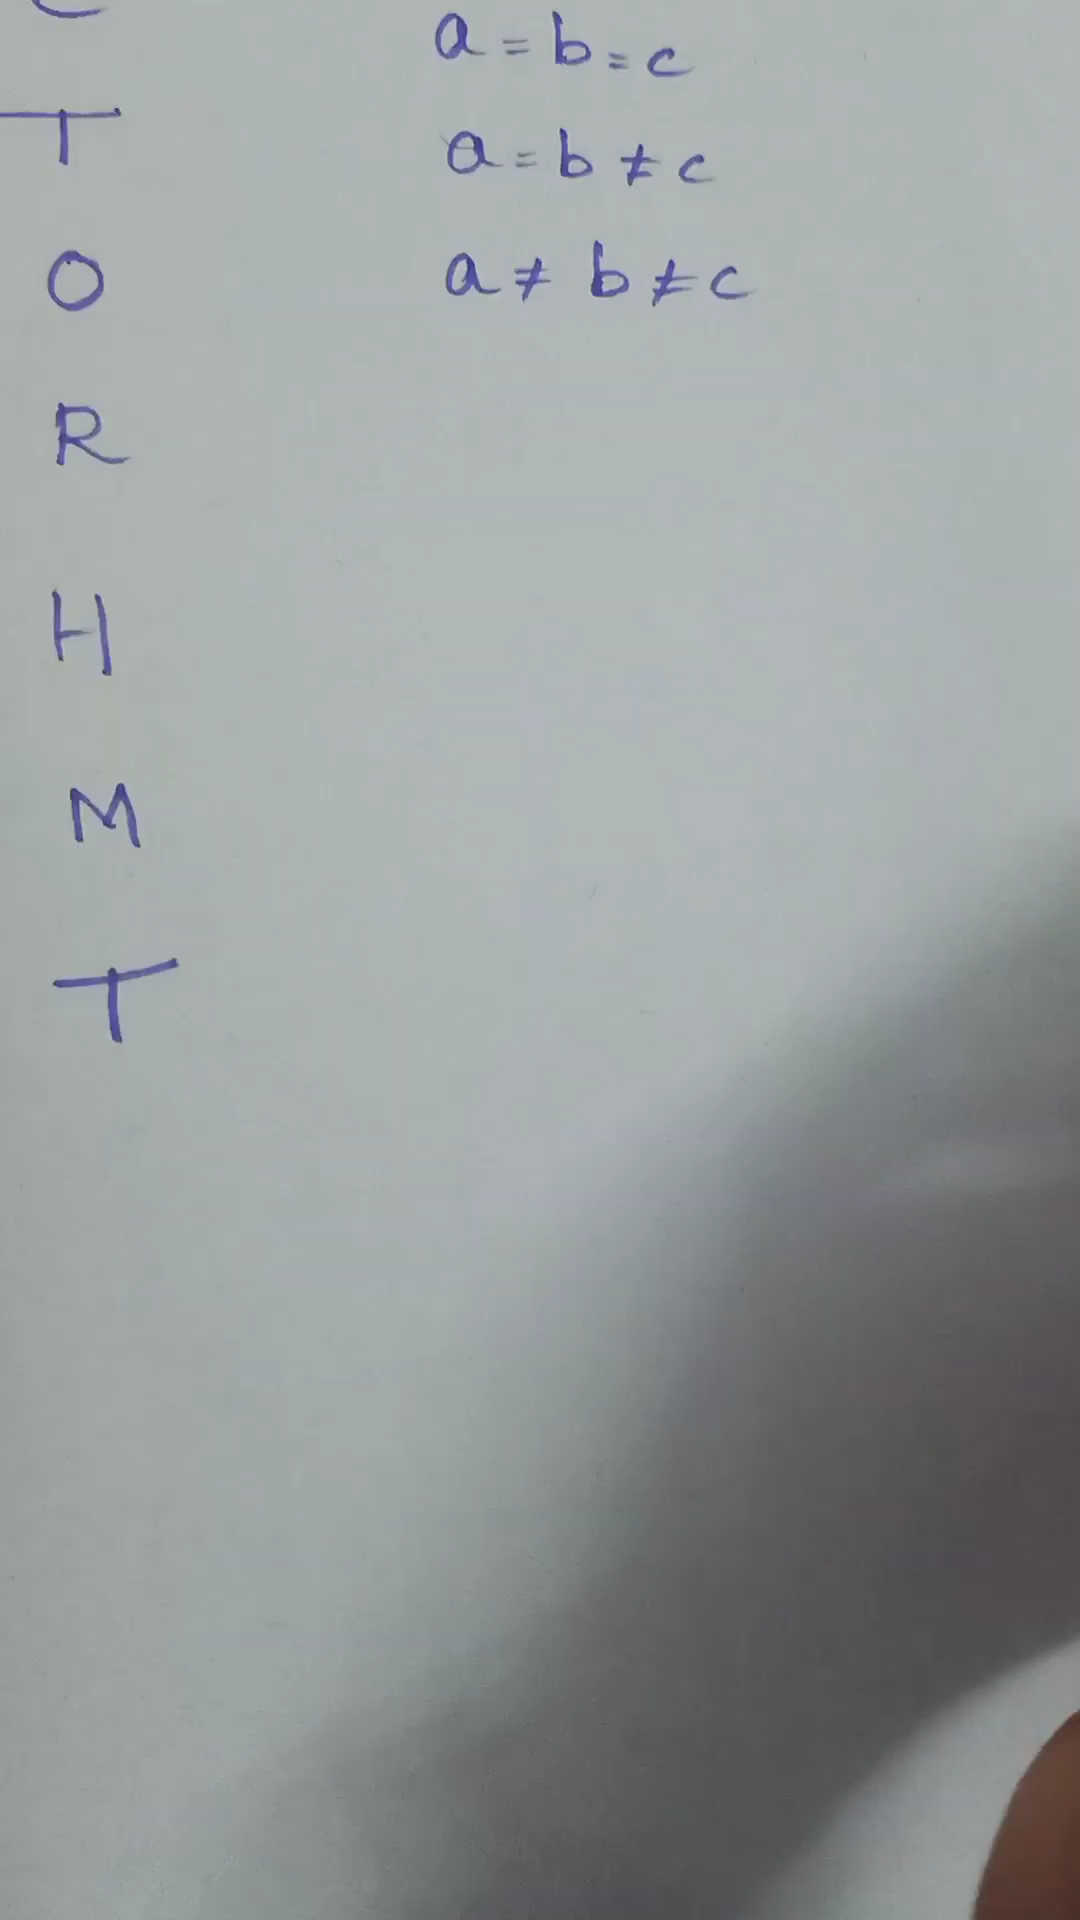 a = b = c
T
a = b ≠ c
O
a ≠ b ≠ c
R
H
M
T